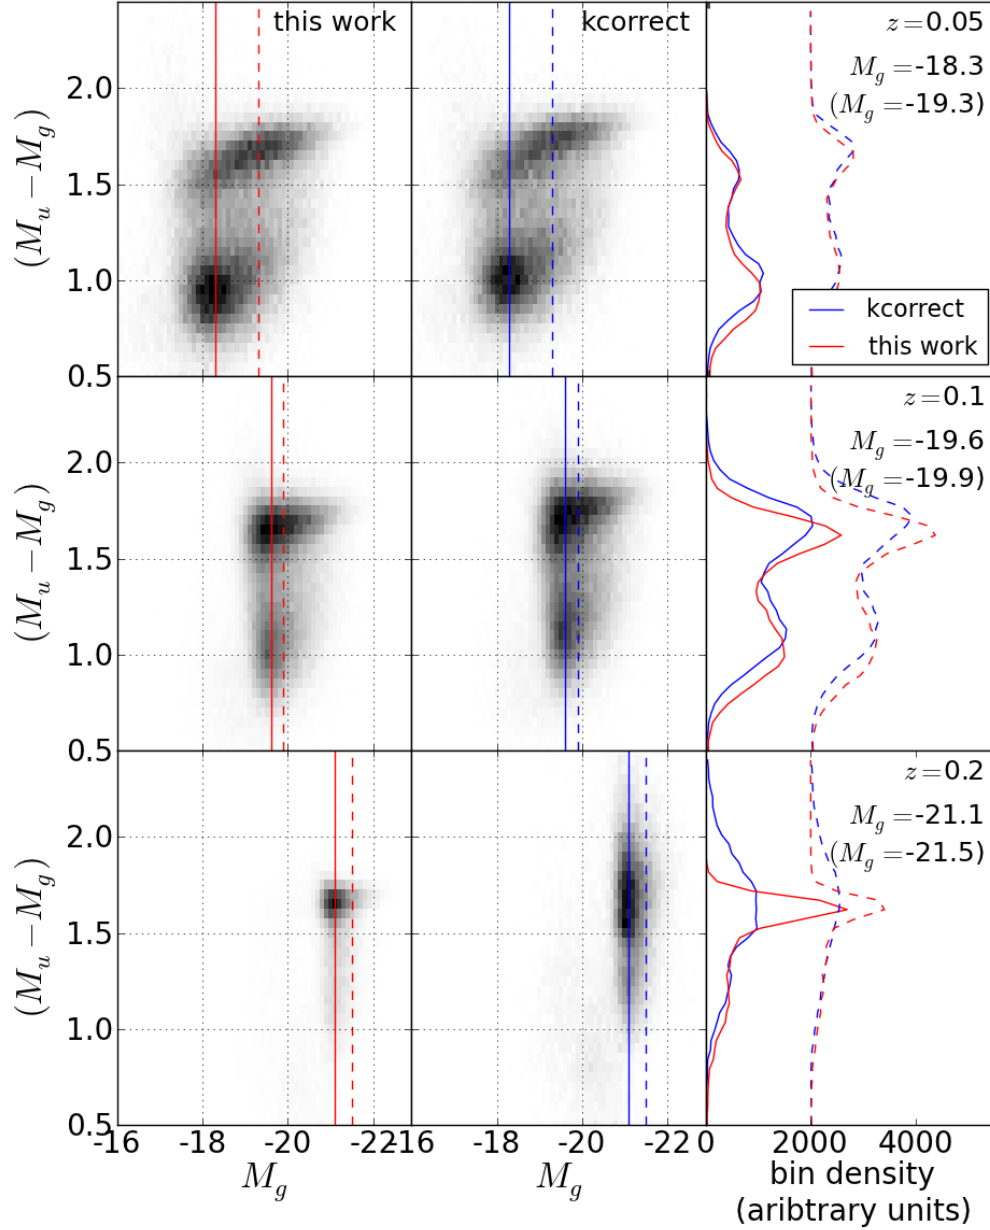 this work
kcorrect
z=0.05
M_g=-18.3
(M_g=-19.3)
2.0
1.5
1.0
0.5
(M_u-M_g)
kcorrect
this work
z=0.1
M_g=-19.6
(M_g=-19.9)
2.0
1.5
1.0
0.5
(M_u-M_g)
z=0.2
M_g=-21.1
(M_g=-21.5)
2.0
1.5
1.0
0.5
(M_u-M_g)
-16 -18 -20 -22 16 -18 -20 -22 0 2000 4000
M_g M_g bin density
(aribtrary units)